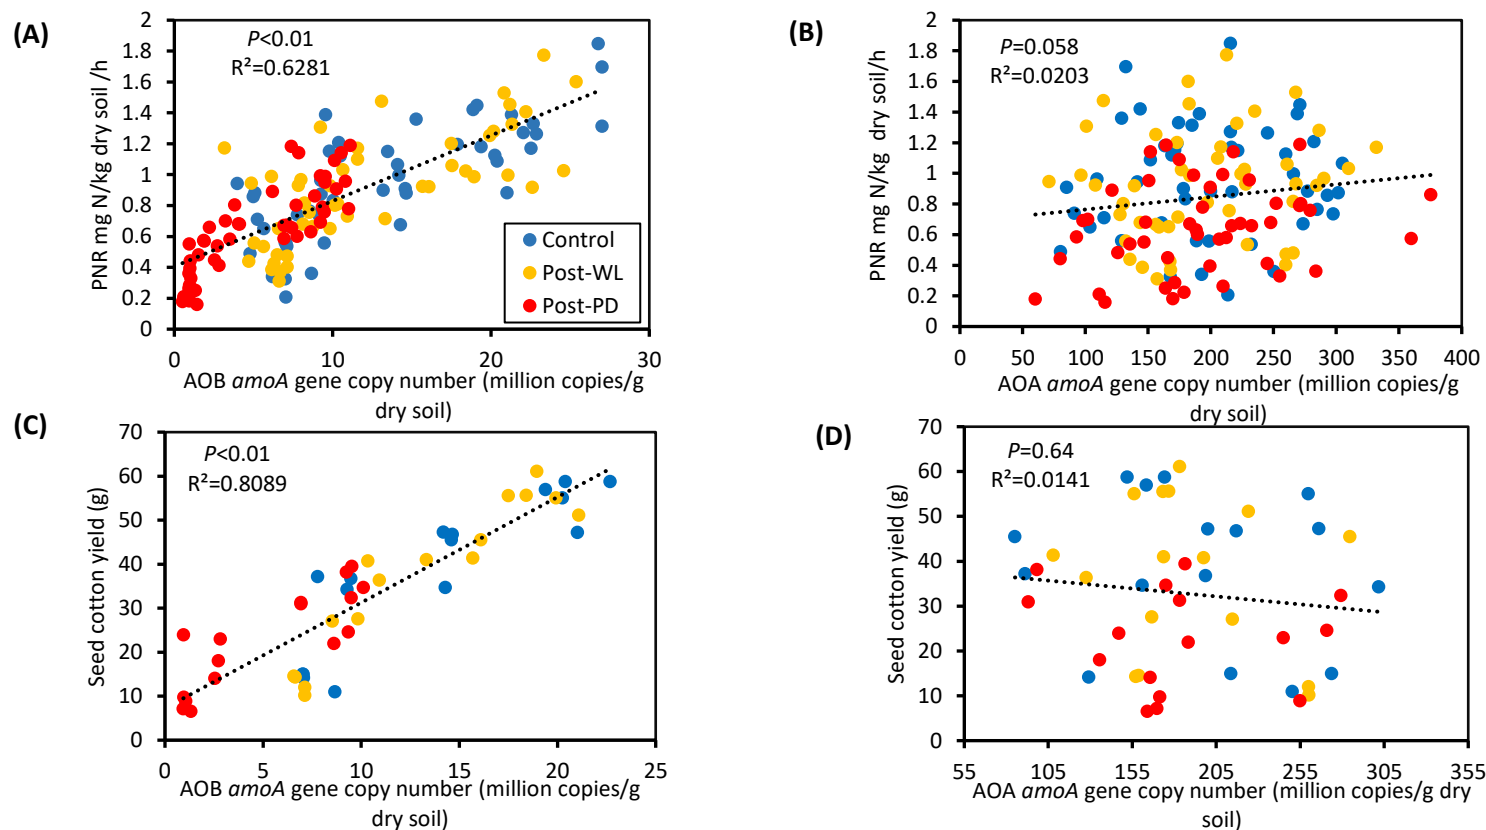 (A)
P<0.01
R²=0.6281
PNR mg N/kg dry soil /h
2
1.8
1.6
1.4
1.2
1
0.8
0.6
0.4
0.2
0
Control
Post-WL
Post-PD
0 10 20 30
AOB amoA gene copy number (million copies/g
dry soil)
(B)
P=0.058
R²=0.0203
PNR mg N/kg dry soil/h
2
1.8
1.6
1.4
1.2
1
0.8
0.6
0.4
0.2
0
0 50 100 150 200 250 300 350 400
AOA amoA gene copy number (million copies/g
dry soil)
(C)
P<0.01
R²=0.8089
Seed cotton yield (g)
70
60
50
40
30
20
10
0
0 5 10 15 20 25
AOB amoA gene copy number (million copies/g
dry soil)
(D)
P=0.64
R²=0.0141
Seed cotton yield (g)
70
60
50
40
30
20
10
0
55 105 155 205 255 305 355
AOA amoA gene copy number (million copies/g dry
soil)